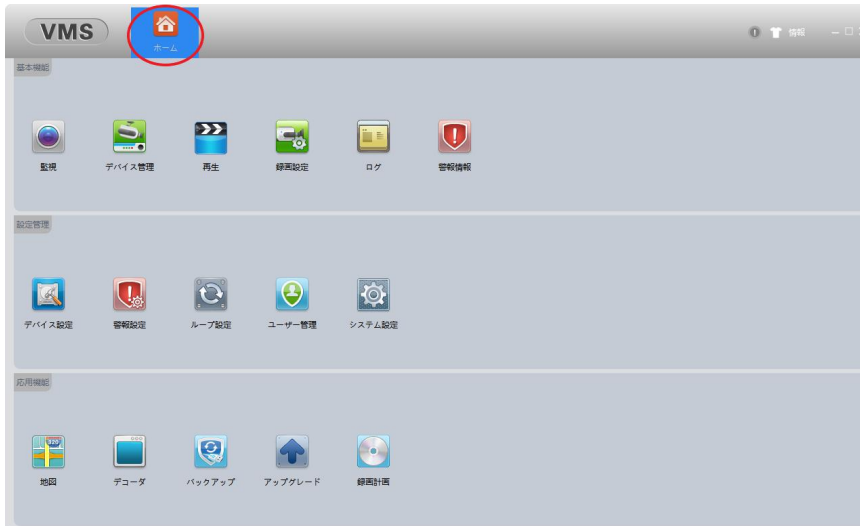 VMS
ホーム
情報
基本機能
監視 デバイス管理 再生 録画設定 ログ 警報情報
設定管理
デバイス設定 警報設定 ループ設定 ユーザー管理 システム設定
応用機能
320
地図 デコーダ バックアップ アップグレード 録画計画